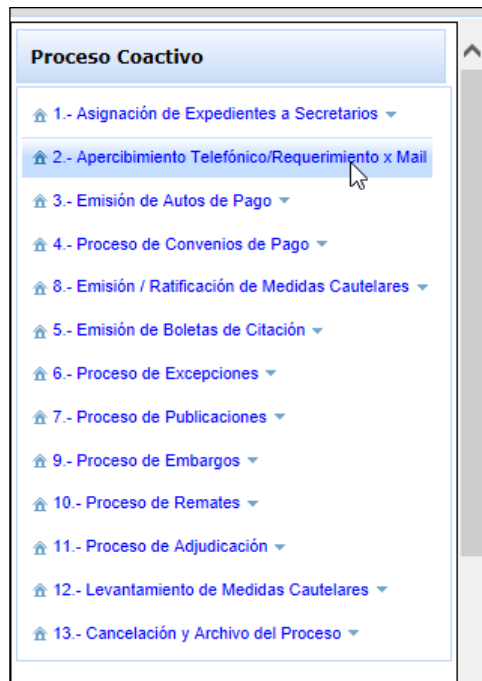 Proceso Coactivo
1.- Asignación de Expedientes a Secretarios
2.- Apercibimiento Telefónico/Requerimiento x Mail
3.- Emisión de Autos de Pago
4.- Proceso de Convenios de Pago
8.- Emisión / Ratificación de Medidas Cautelares
5.- Emisión de Boletas de Citación
6.- Proceso de Excepciones
7.- Proceso de Publicaciones
9.- Proceso de Embargos
10.- Proceso de Remates
11.- Proceso de Adjudicación
12.- Levantamiento de Medidas Cautelares
13.- Cancelación y Archivo del Proceso